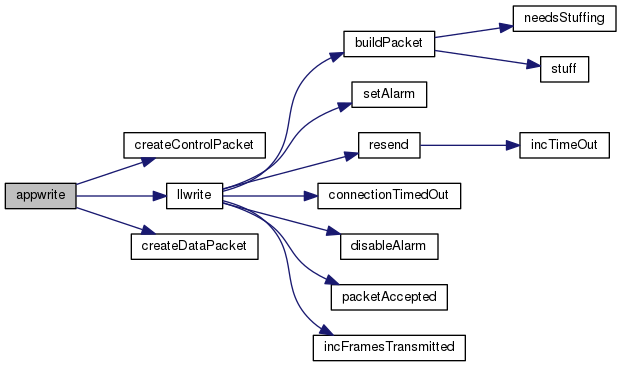 needsStuffing
buildPacket
stuff
setAlarm
createControlPacket
resend
incTimeOut
appwrite
llwrite
connectionTimedOut
createDataPacket
disableAlarm
packetAccepted
incFramesTransmitted